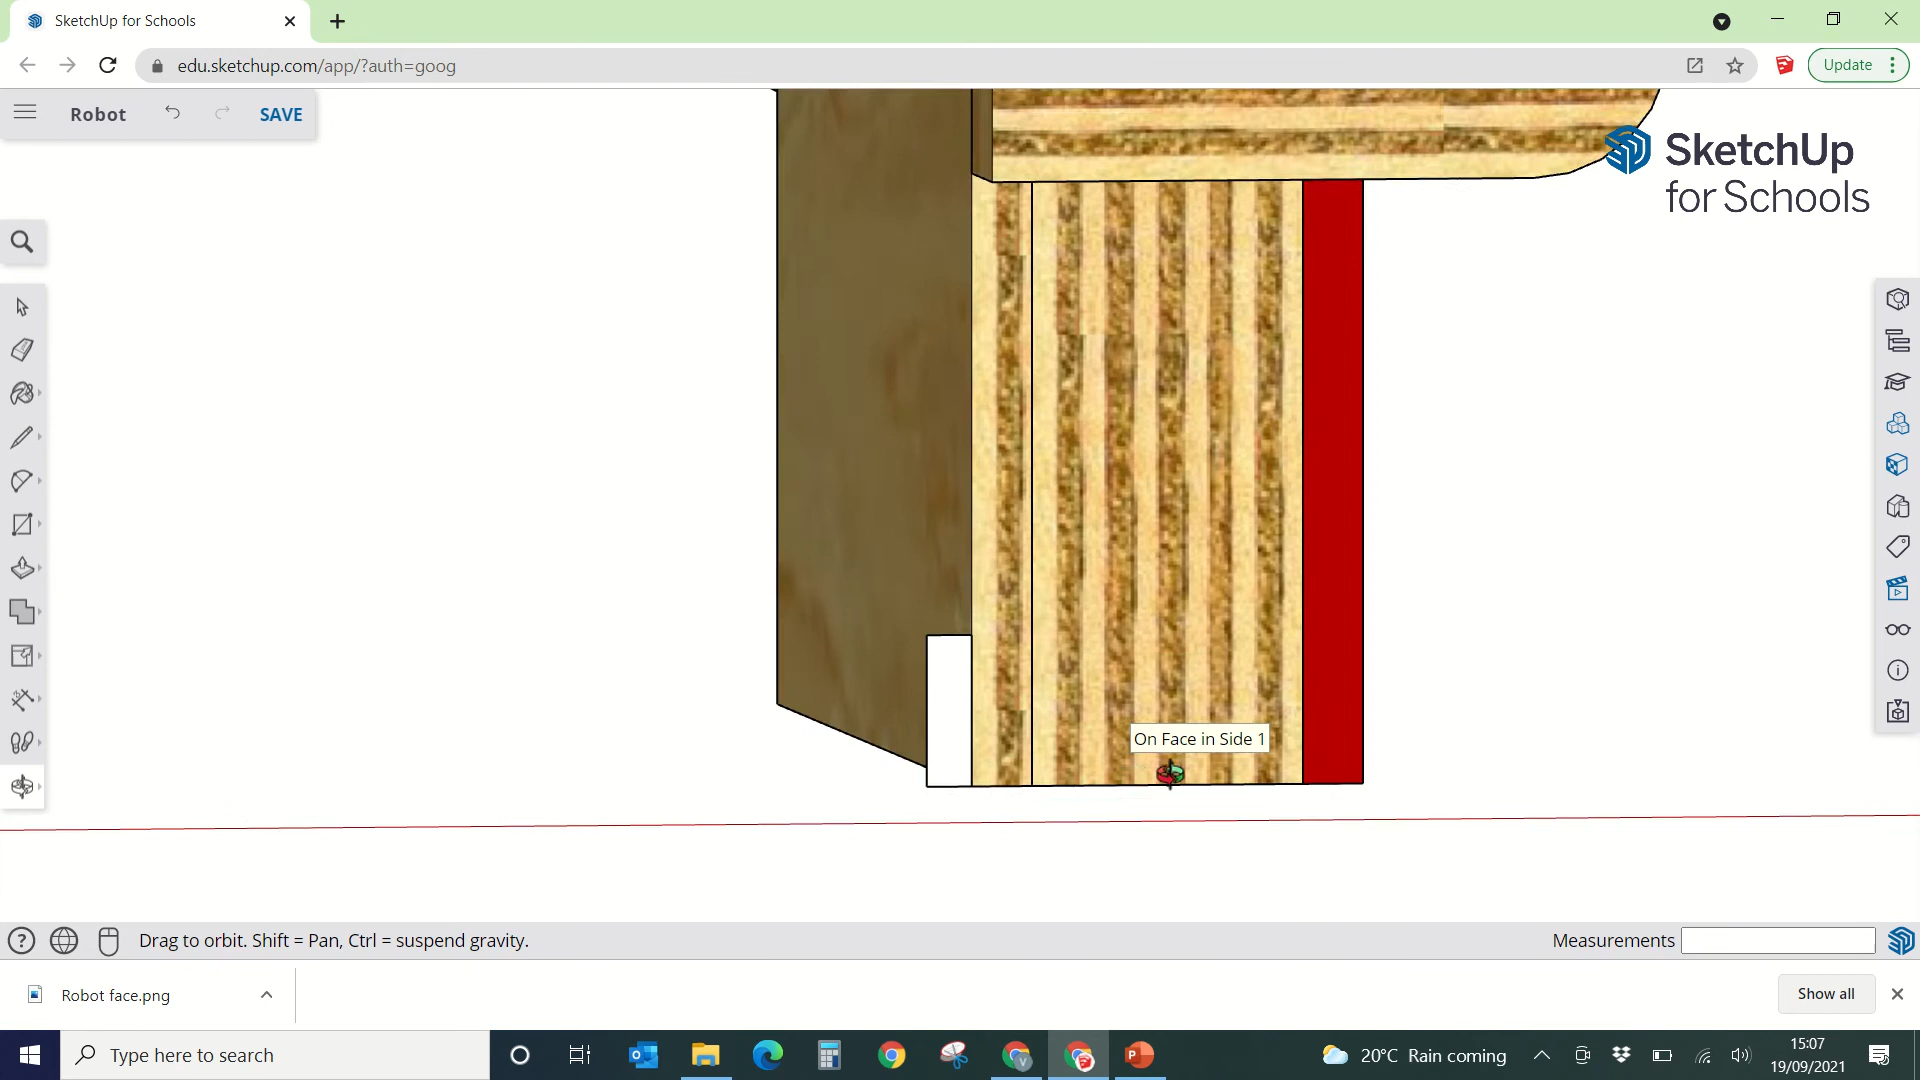 SketchUp for Schools
edu.sketchup.com/app/?auth=goog
Update
Robot
SAVE
SketchUp
for Schools
On Face in Side 1
Drag to orbit. Shift = Pan, Ctrl = suspend gravity.
Measurements
Robot face.png
Show all
Type here to search
20°C Rain coming
15:07
19/09/2021